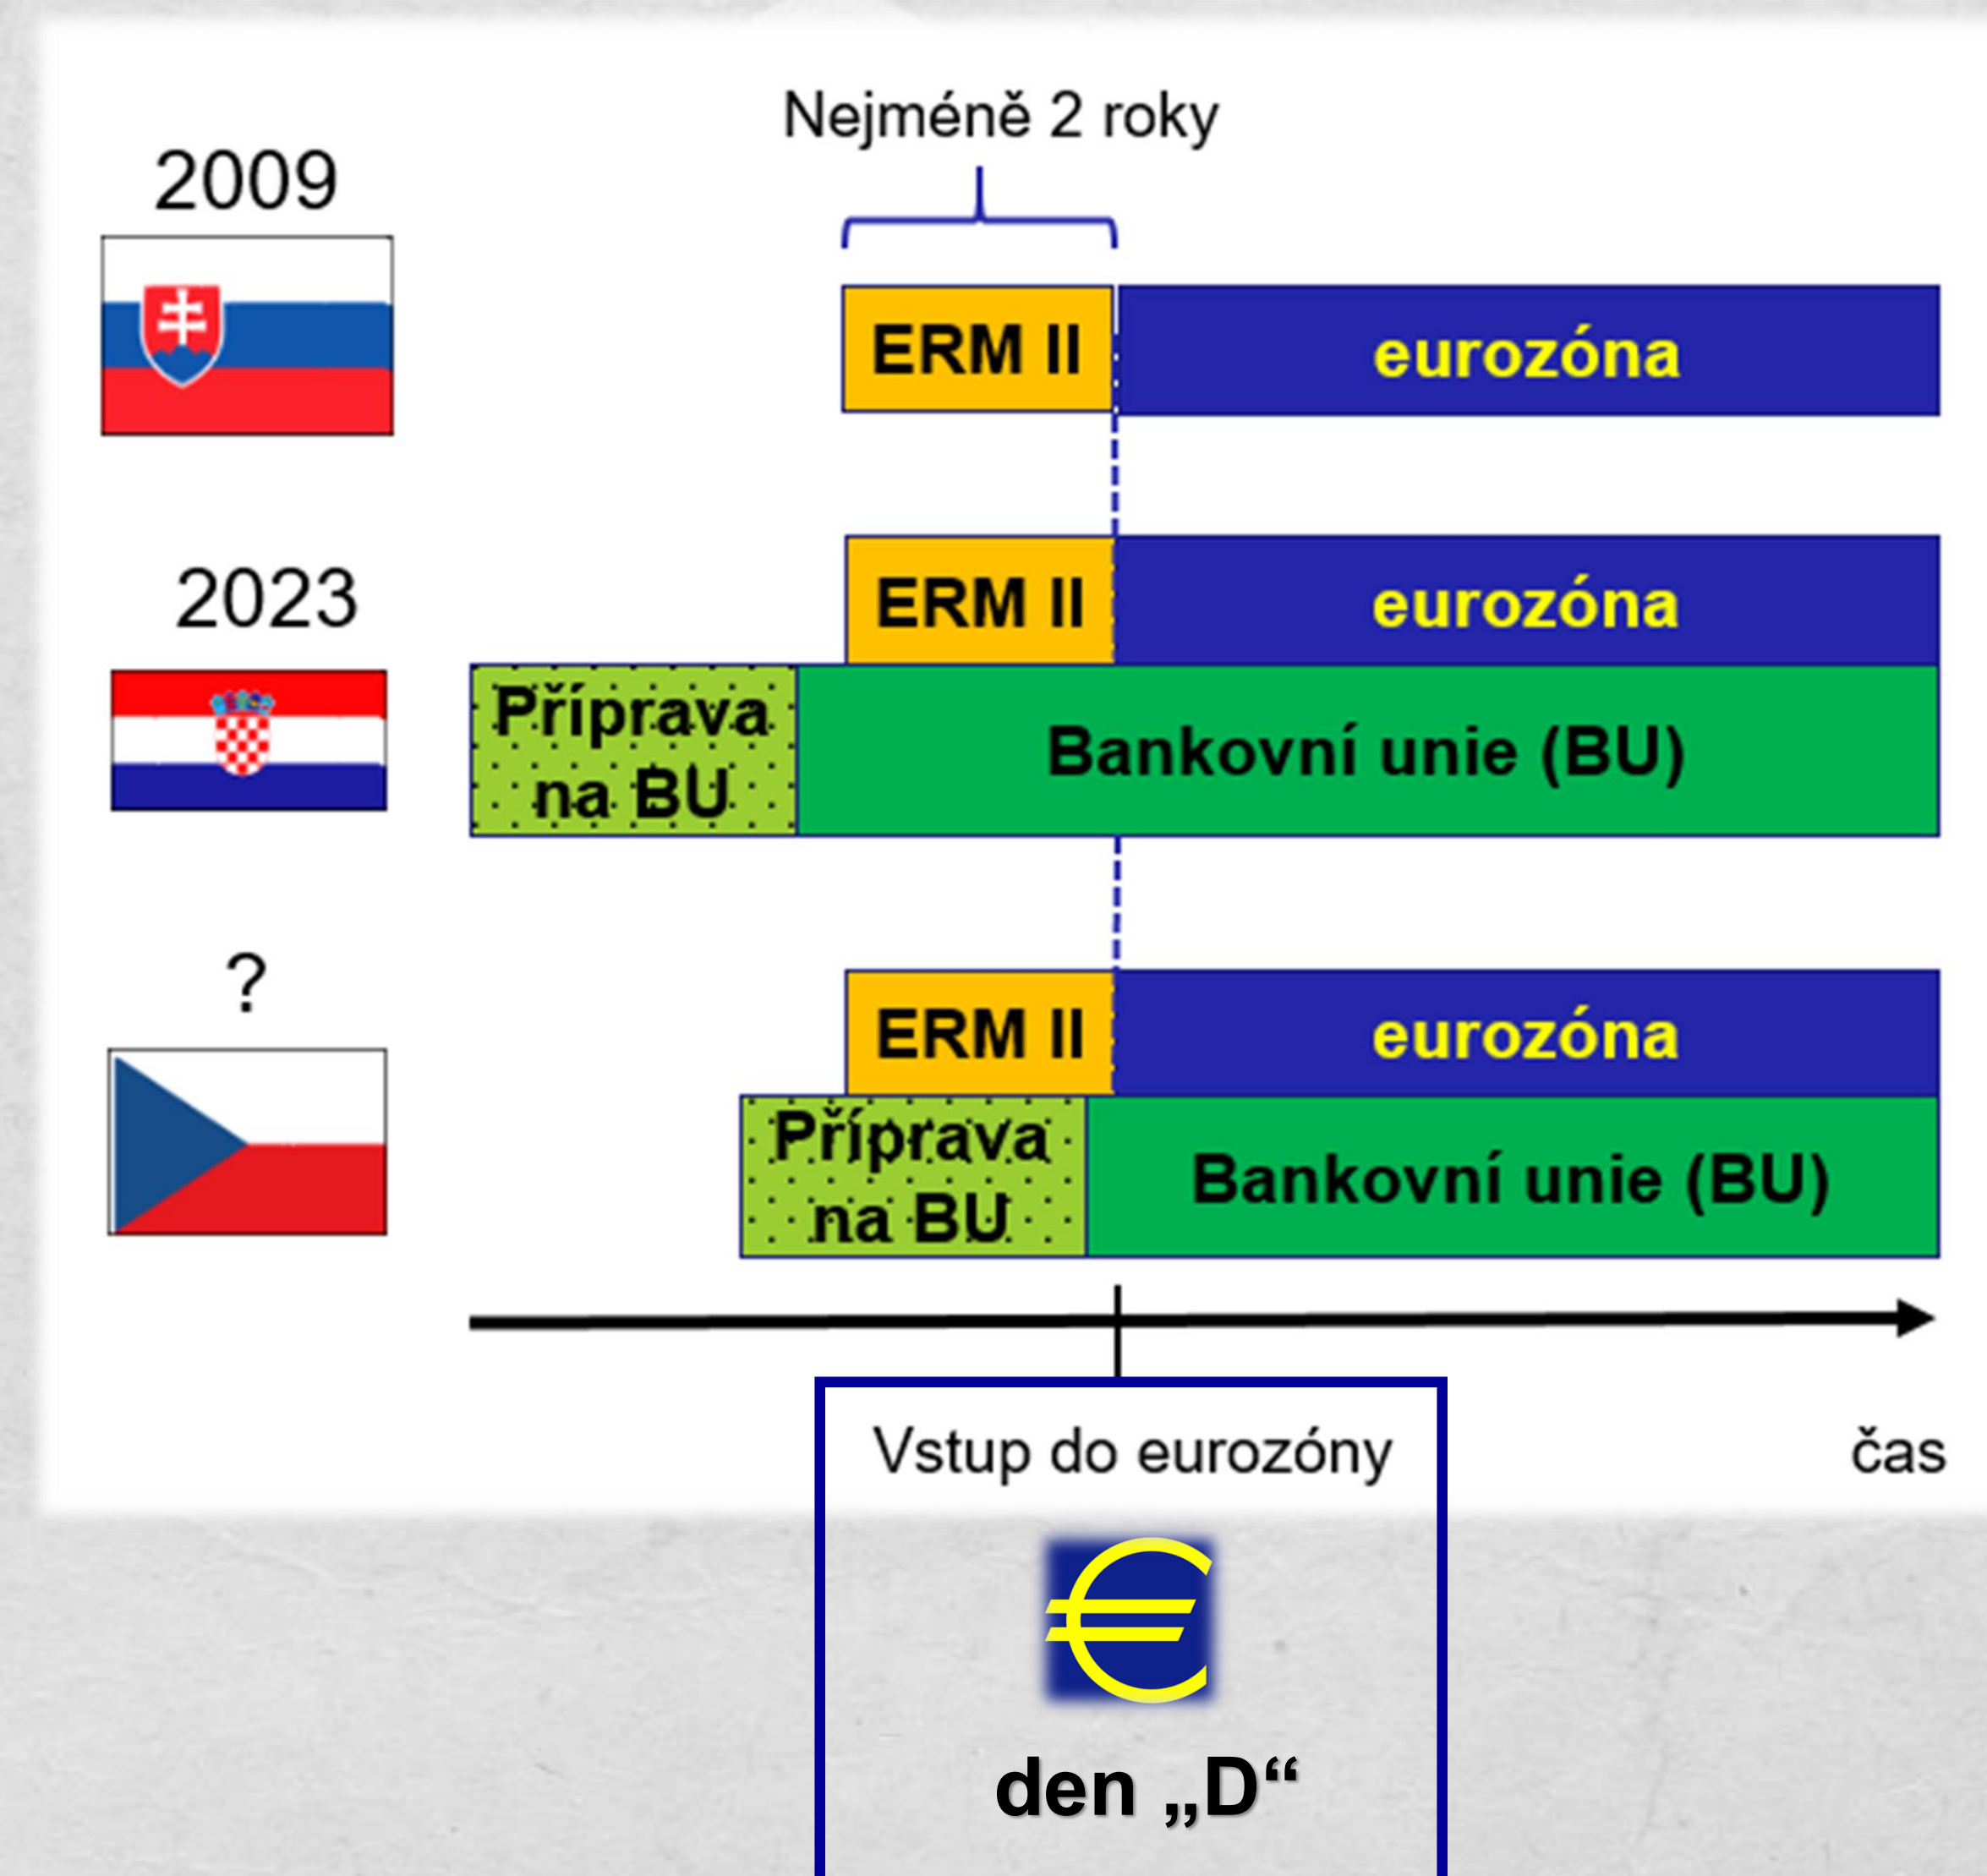 Nejméně 2 roky
2009
ERM II
eurozóna
2023
ERM II
eurozóna
Příprava
na BU
Bankovní unie (BU)
?
ERM II
eurozóna
Příprava
na BU
Bankovní unie (BU)
Vstup do eurozóny
čas
€
den „D“